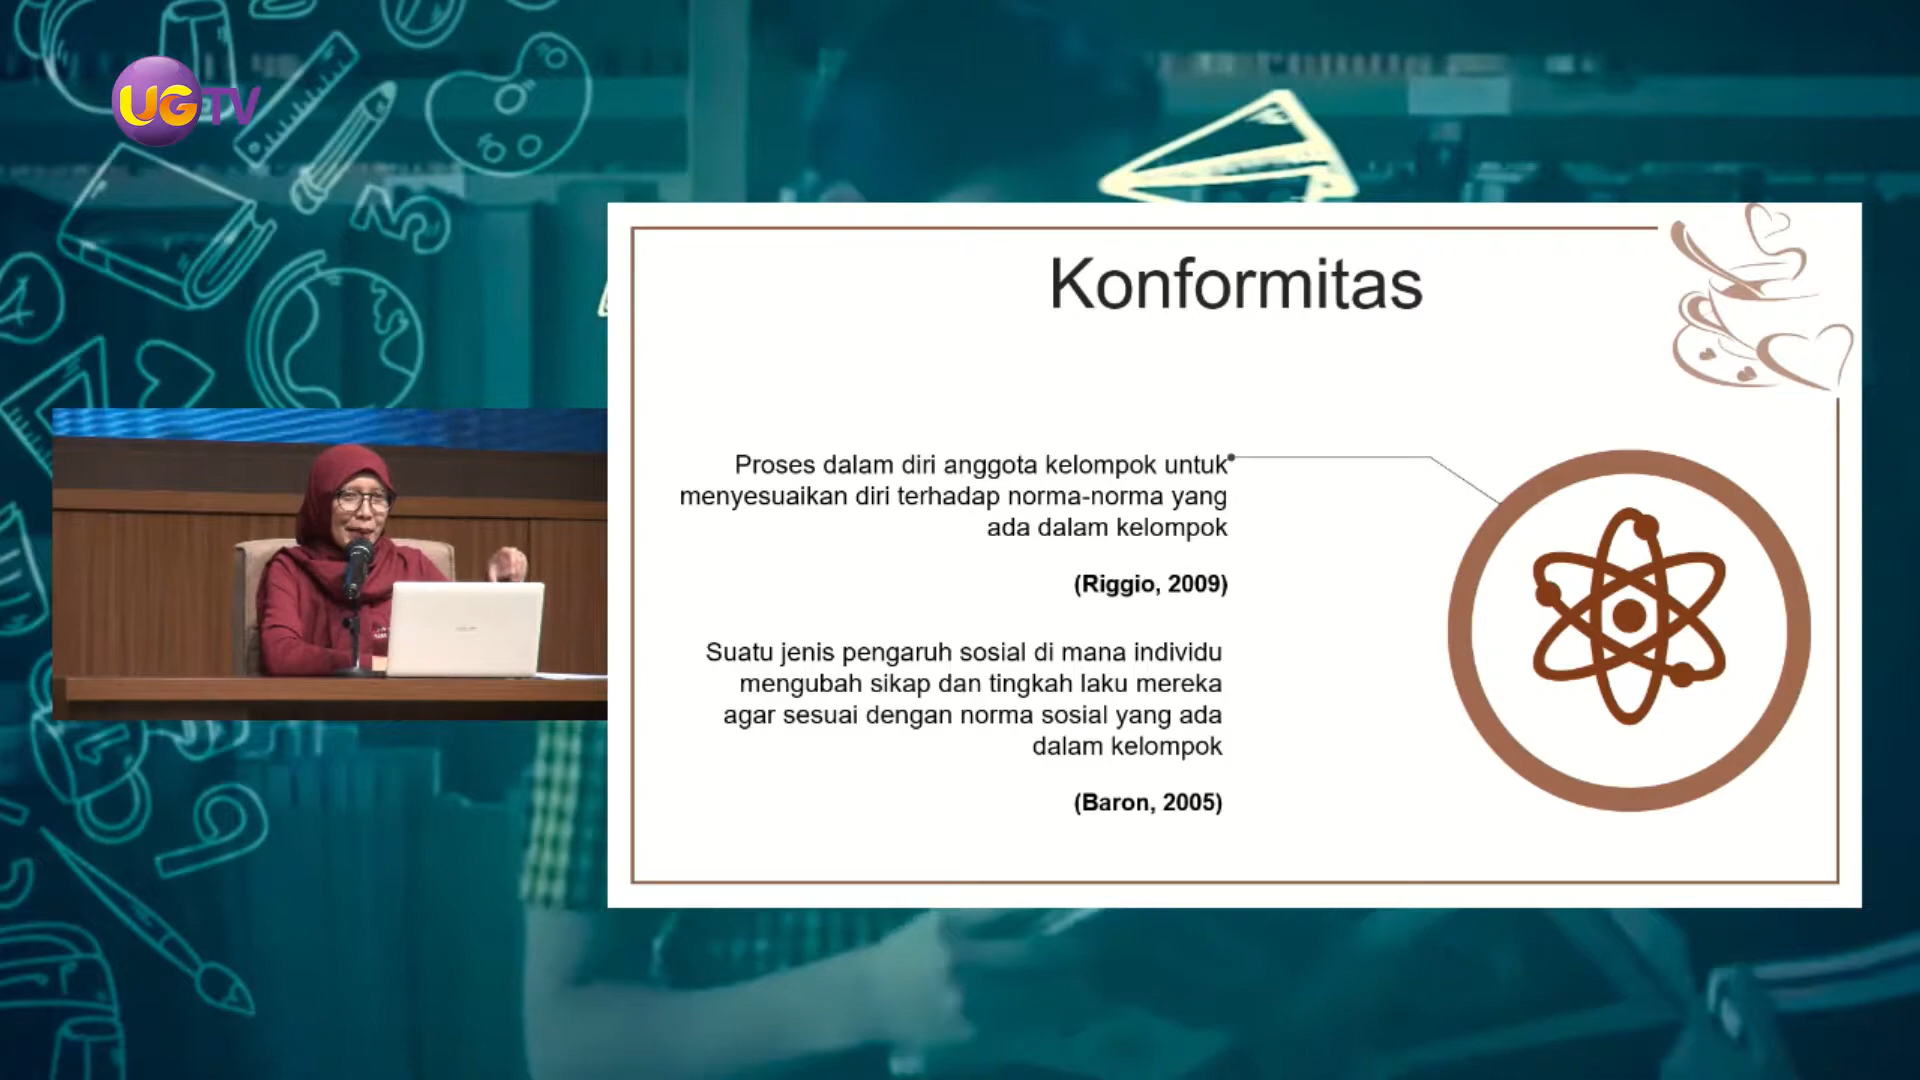 UGTV
Konformitas
Proses dalam diri anggota kelompok untuk
menyesuaikan diri terhadap norma-norma yang
ada dalam kelompok
(Riggio, 2009)
Suatu jenis pengaruh sosial di mana individu
mengubah sikap dan tingkah laku mereka
agar sesuai dengan norma sosial yang ada
dalam kelompok
(Baron, 2005)